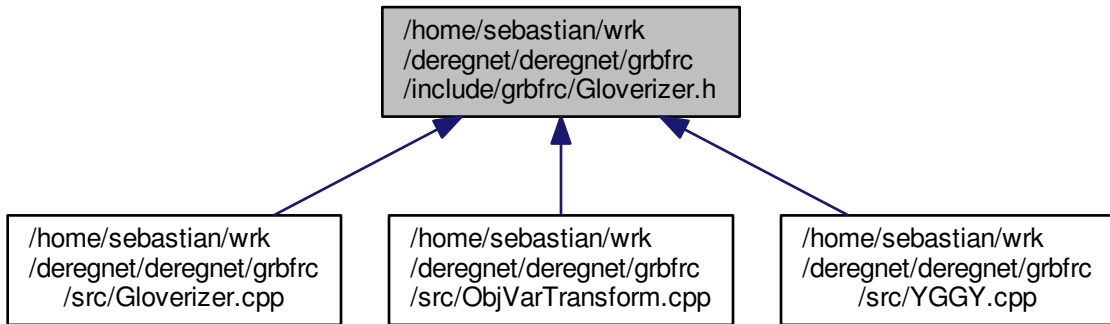 /home/sebastian/wrk
/deregnet/deregnet/grbfrc
/include/grbfrc/Gloverizer.h
/home/sebastian/wrk
/deregnet/deregnet/grbfrc
/src/Gloverizer.cpp
/home/sebastian/wrk
/deregnet/deregnet/grbfrc
/src/ObjVarTransform.cpp
/home/sebastian/wrk
/deregnet/deregnet/grbfrc
/src/YGGY.cpp